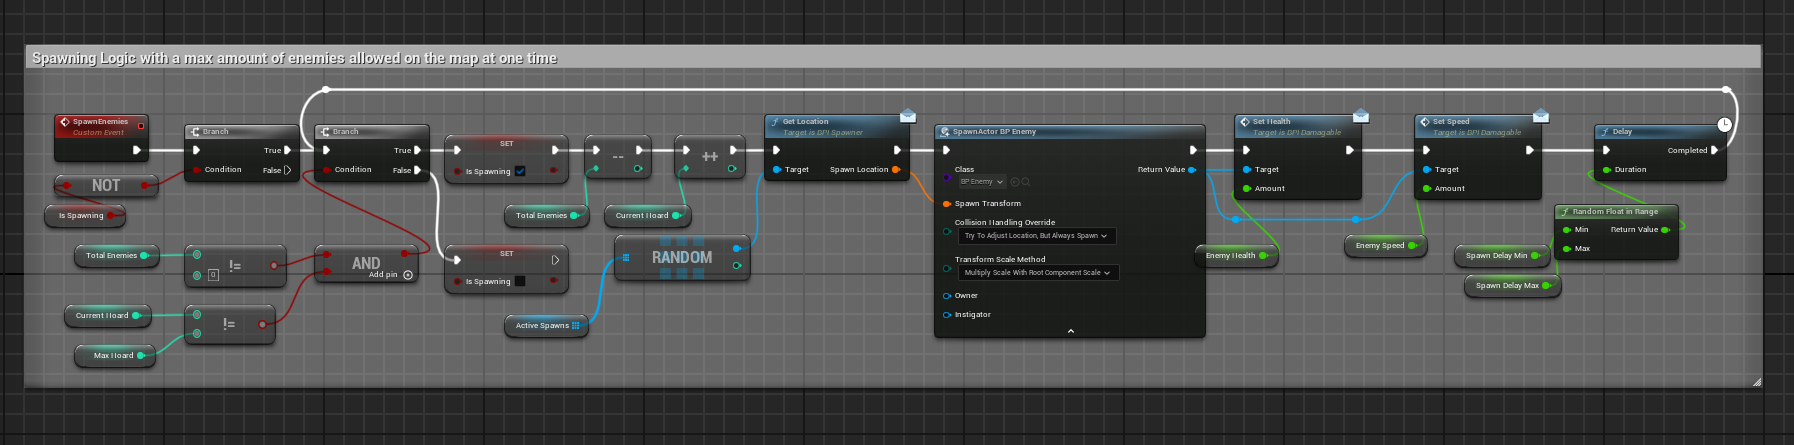 Spawning Logic with a max amount of enemies allowed on the map at one time
SpawnEnemies
Custom Event
Branch
True
Condition
False
NOT
Is Spawning
Branch
True
Condition
False
SET
Is Spawning
--
++
Total Enemies
Current Hoard
Total Enemies
!=
0
AND
Add pin
Current Hoard
Max Hoard
!=
SET
Is Spawning
RANDOM
Active Spawns
Get Location
Target is BPI Spawner
Target
Spawn Location
SpawnActor BP Enemy
Class
BP Enemy
Return Value
Spawn Transform
Collision Handling Override
Try To Adjust Location, But Always Spawn
Transform Scale Method
Multiply Scale With Root Component Scale
Owner
Instigator
Set Health
Target is BPI Damagable
Target
Amount
Enemy Health
Set Speed
Target is BPI Damagable
Target
Amount
Enemy Speed
Delay
Completed
Duration
Random Float in Range
Min
Return Value
Max
Spawn Delay Min
Spawn Delay Max